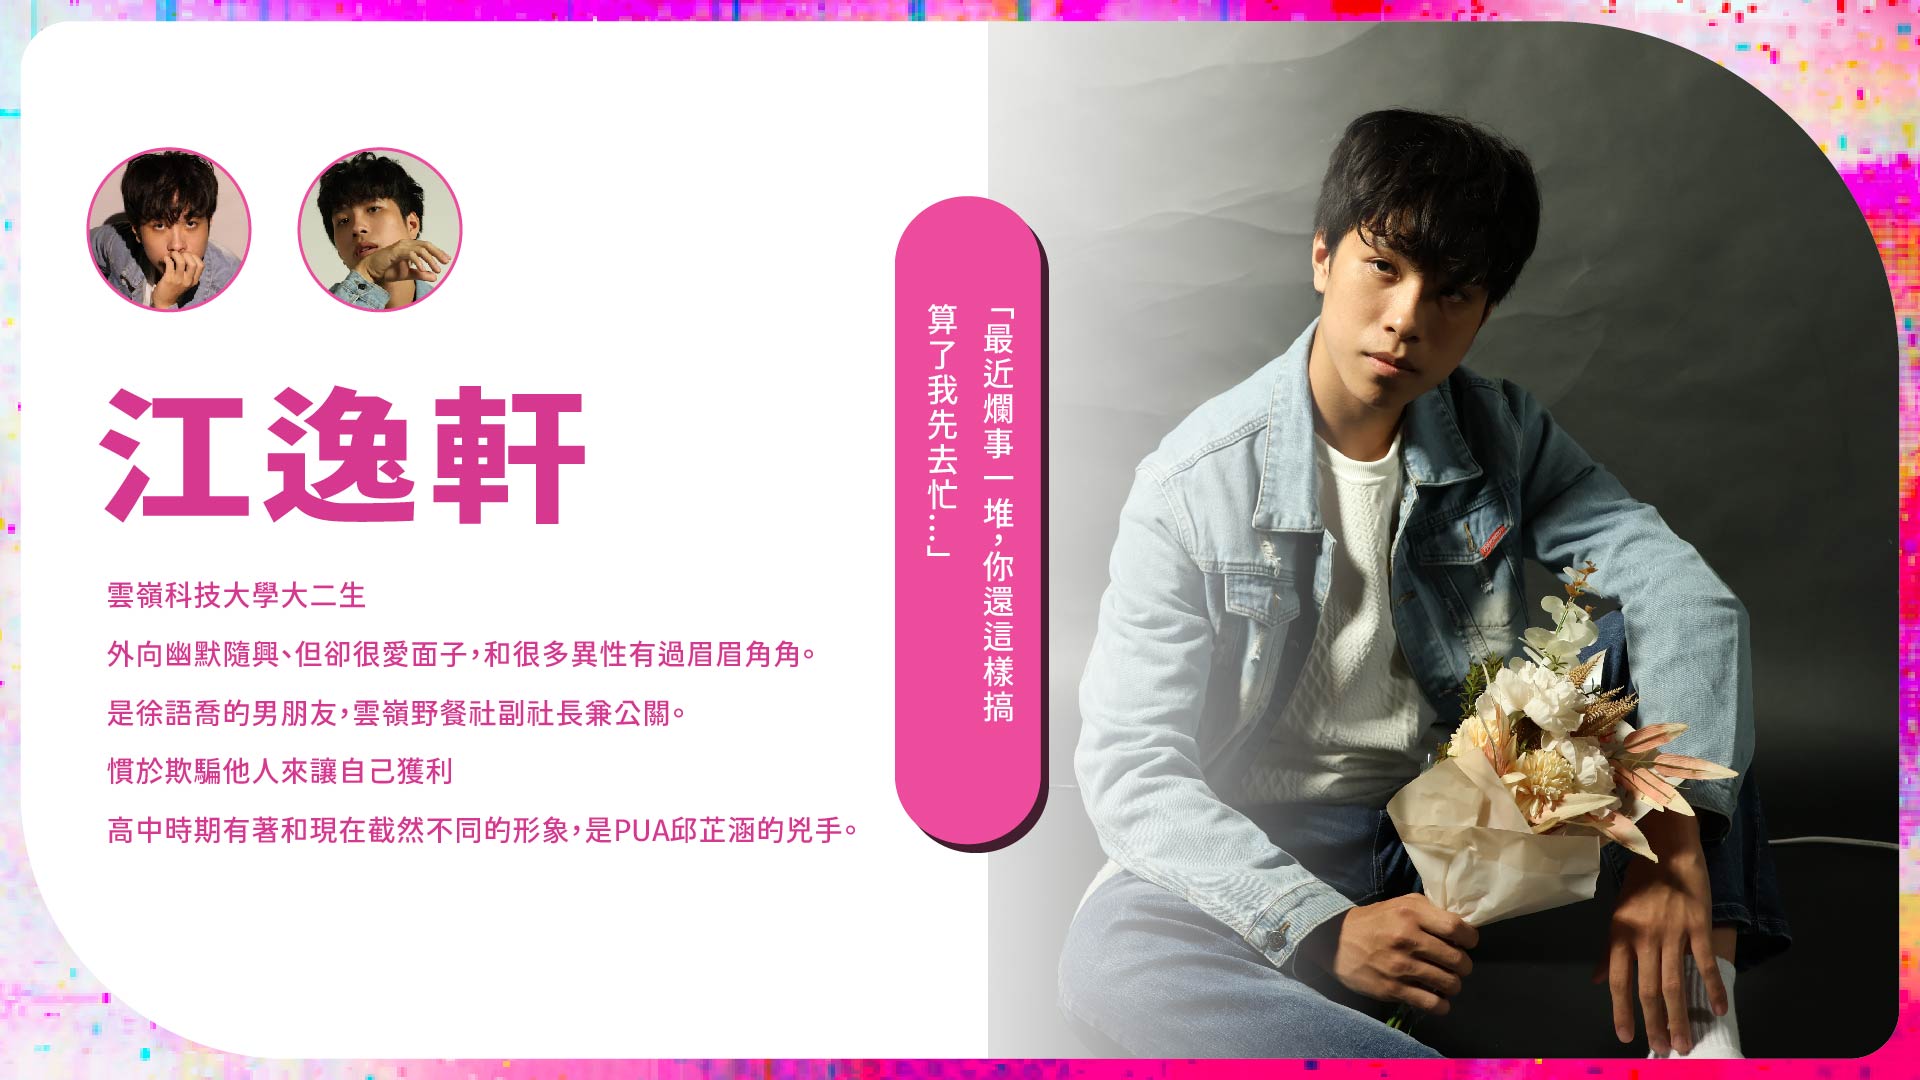 江逸軒
雲嶺科技大學大二生
外向幽默隨興、但卻很愛面子，和很多異性有過眉眉角角。
是徐語喬的男朋友，雲嶺野餐社副社長兼公關。
慣於欺騙他人來讓自己獲利
高中時期有著和現在截然不同的形象，是PUA邱芷涵的兇手。
「最近爛事一堆，你還這樣搞
算了我先去忙…」